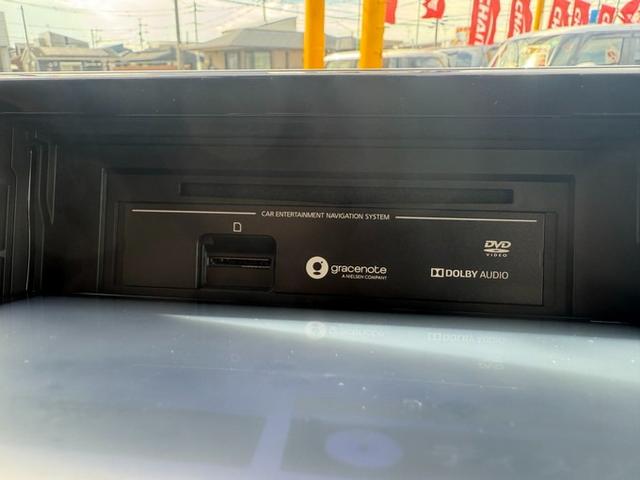 CAR ENTERTAINMENT NAVIGATION SYSTEM
gracenote
A NIELSEN COMPANY
DVD
VIDEO
DOLBY AUDIO